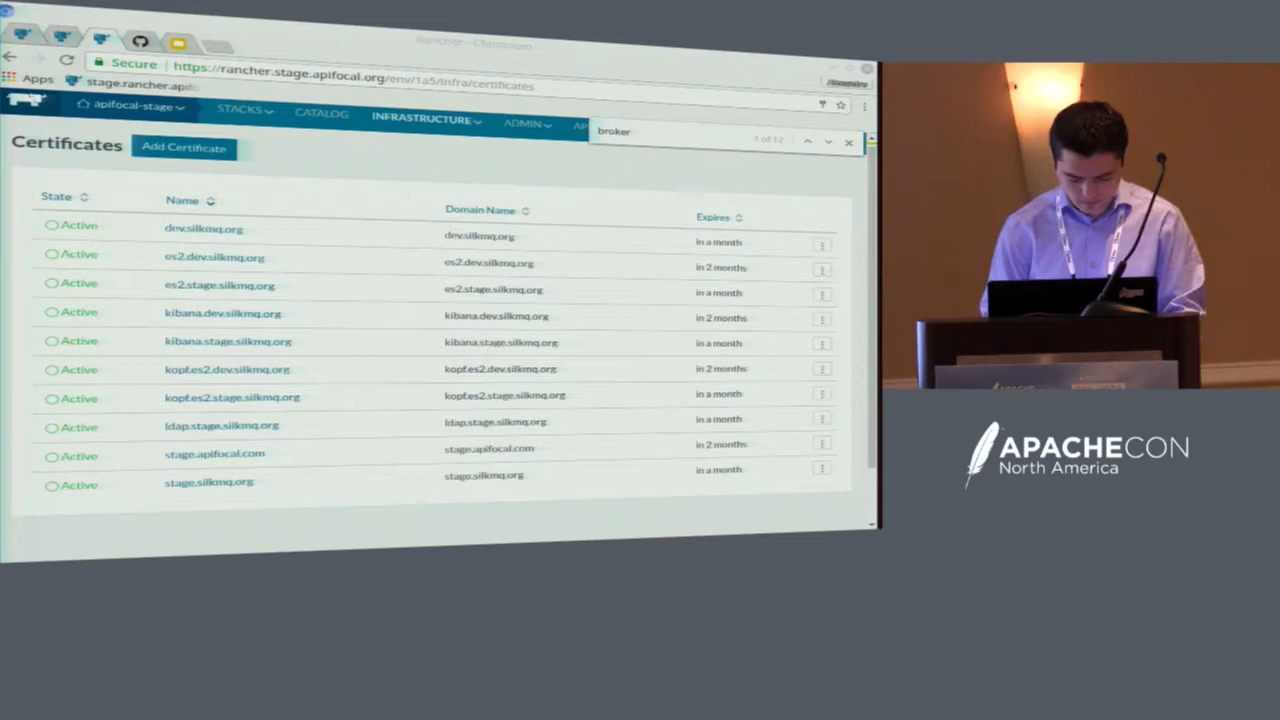 Rancher - Chromium
Secure https://rancher.stage.apifocal.org/env/1a5/infra/certificates
Apps stage.rancher.apifo
apifocal-stage STACKS CATALOG INFRASTRUCTURE ADMIN AP
broker 1 of 12
Certificates Add Certificate
State Name Domain Name Expires
Active dev.silkmq.org dev.silkmq.org in a month
Active es2.dev.silkmq.org es2.dev.silkmq.org in 2 months
Active es2.stage.silkmq.org es2.stage.silkmq.org in a month
Active kibana.dev.silkmq.org kibana.dev.silkmq.org in 2 months
Active kibana.stage.silkmq.org kibana.stage.silkmq.org in a month
Active kopf.es2.dev.silkmq.org kopf.es2.dev.silkmq.org in 2 months
Active kopf.es2.stage.silkmq.org kopf.es2.stage.silkmq.org in a month
Active ldap.stage.silkmq.org ldap.stage.silkmq.org in a month
Active stage.apifocal.com stage.apifocal.com in 2 months
Active stage.silkmq.org stage.silkmq.org in a month
APACHECON
North America